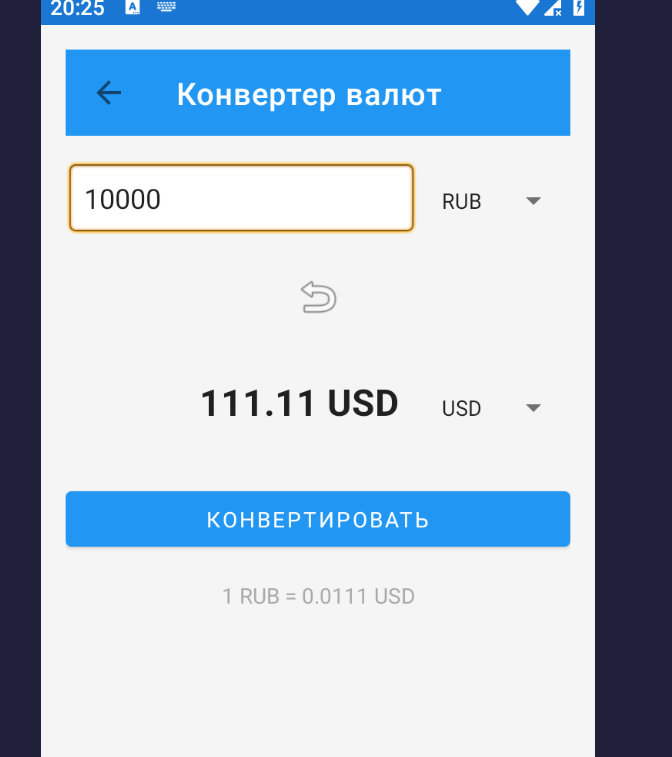 20:25
Конвертер валют
10000
RUB
111.11 USD
USD
КОНВЕРТИРОВАТЬ
1 RUB = 0.0111 USD